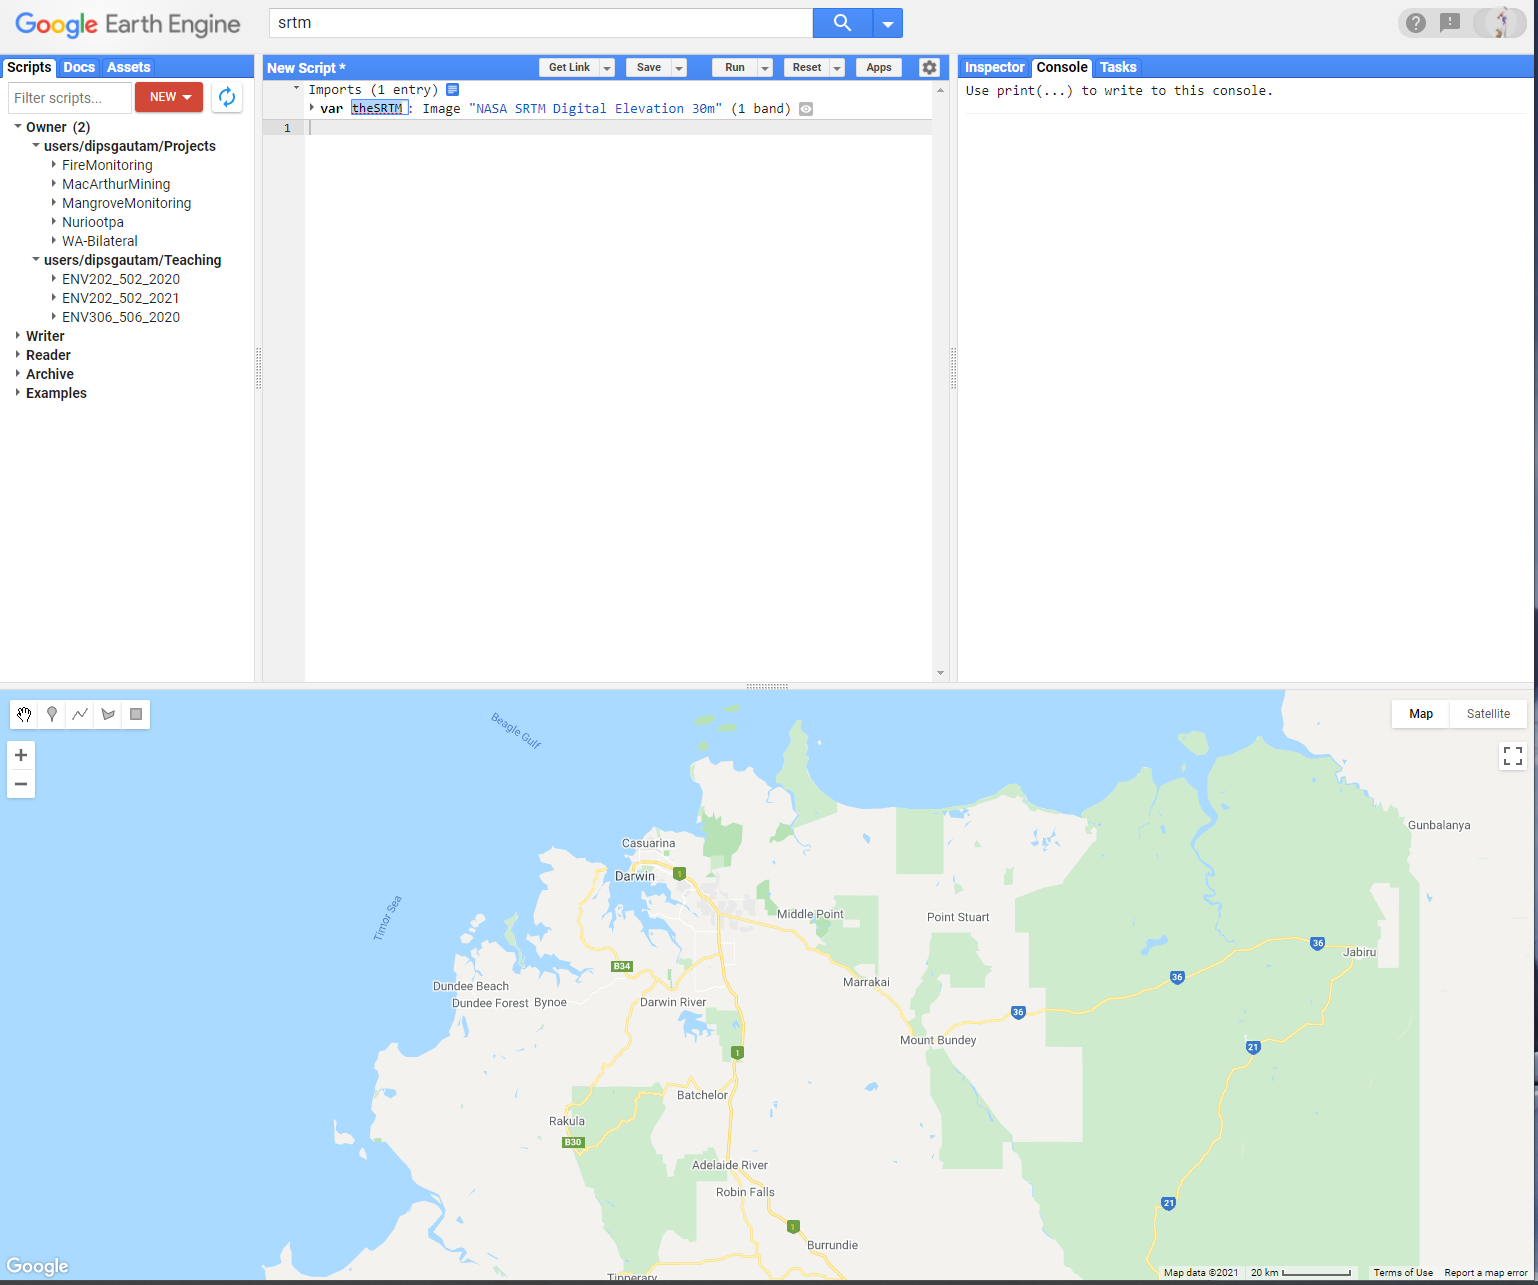 Google Earth Engine
srtm
Scripts Docs Assets
New Script *
Get Link Save Run Reset Apps
Inspector Console Tasks
Filter scripts...
NEW
Imports (1 entry)
Use print(...) to write to this console.
var theSRTM : Image "NASA SRTM Digital Elevation 30m" (1 band)
1
Owner (2)
users/dipsgautam/Projects
FireMonitoring
MacArthurMining
MangroveMonitoring
Nuriootpa
WA-Bilateral
users/dipsgautam/Teaching
ENV202_502_2020
ENV202_502_2021
ENV306_506_2020
Writer
Reader
Archive
Examples
Map Satellite
Beagle Gulf
Gunbalanya
Casuarina
Darwin
1
Timor Sea
Middle Point
Point Stuart
36
Jabiru
B34
36
Marrakai
Dundee Beach
Dundee Forest Bynoe
Darwin River
36
Mount Bundey
21
1
Batchelor
Rakula
B30
Adelaide River
Robin Falls
21
1
Burrundie
Tipperary
Google
Map data ©2021 20 km Terms of Use Report a map error